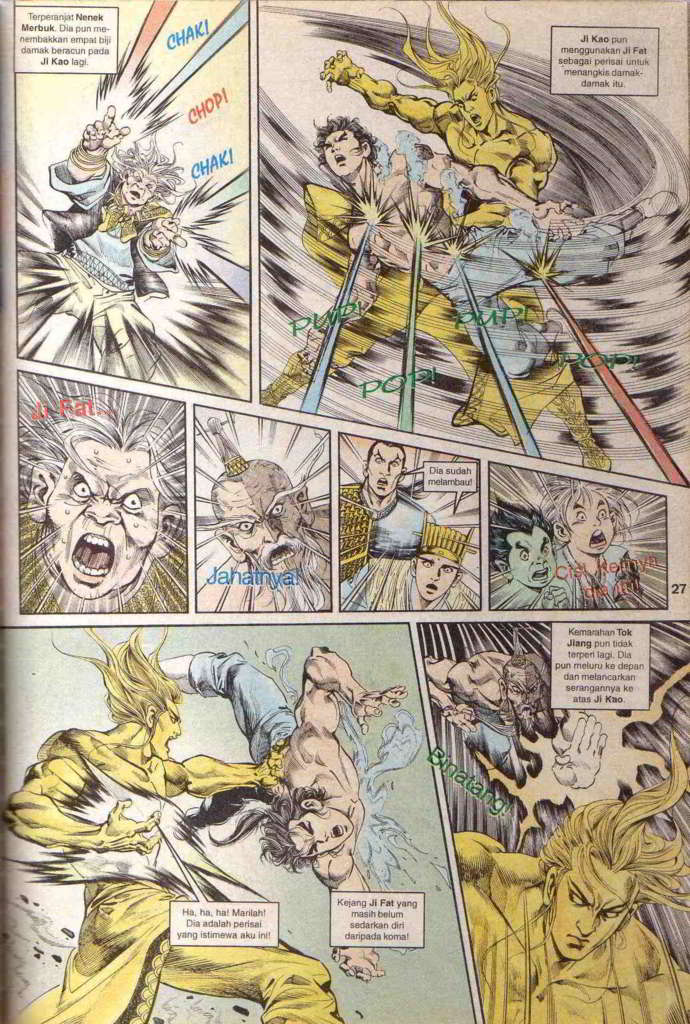 Terperanjat Nenek
Merbuk. Dia pun me-
nembakkan empat biji
damak beracun pada
Ji Kao lagi.
CHAK!
CHOP!
CHAK!
Ji Kao pun
menggunakan Ji Fat
sebagai perisai untuk
menangkis damak-
damak itu.
PUP!
POP!
PUP!
POP!
Ji Fat...
Jahatnya!
Dia sudah
melambau!
Cis!
27
Ha, ha, ha! Marilah!
Dia adalah perisai
yang istimewa aku ini!
Kejang Ji Fat yang
masih belum
sedarkan diri
daripada koma!
Kemarahan Tok
Jiang pun tidak
terperi lagi. Dia
pun meluru ke depan
dan melancarkan
serangannya ke
atas Ji Kao.
Binatang!